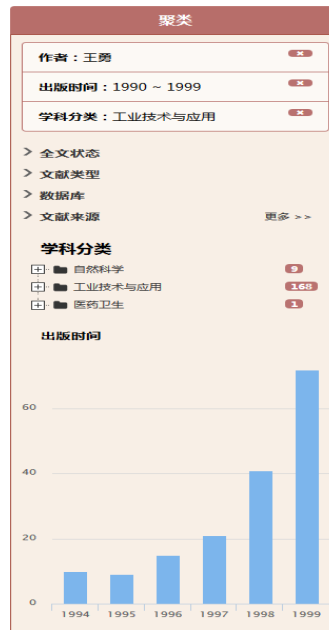 聚类
作者：王勇
出版时间：1990 ~ 1999
学科分类：工业技术与应用
全文状态
文献类型
数据库
文献来源 更多 >>
学科分类
自然科学 9
工业技术与应用 168
医药卫生 1
出版时间
60
40
20
0
1994 1995 1996 1997 1998 1999